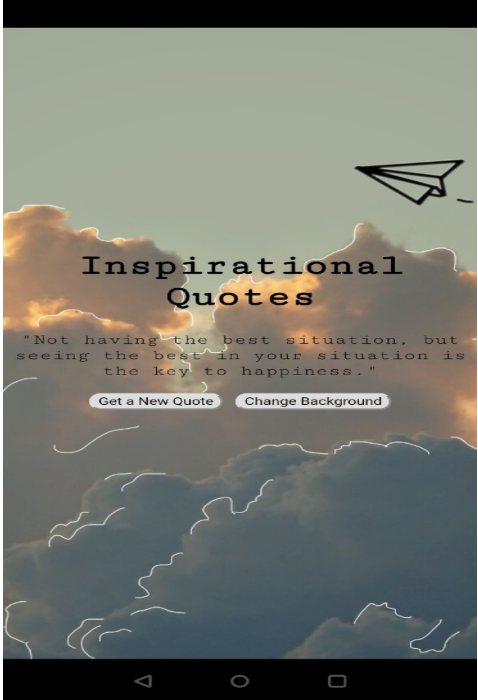 Inspirational
Quotes
"Not having the best situation, but
seeing the best in your situation is
the key to happiness."
Get a New Quote Change Background